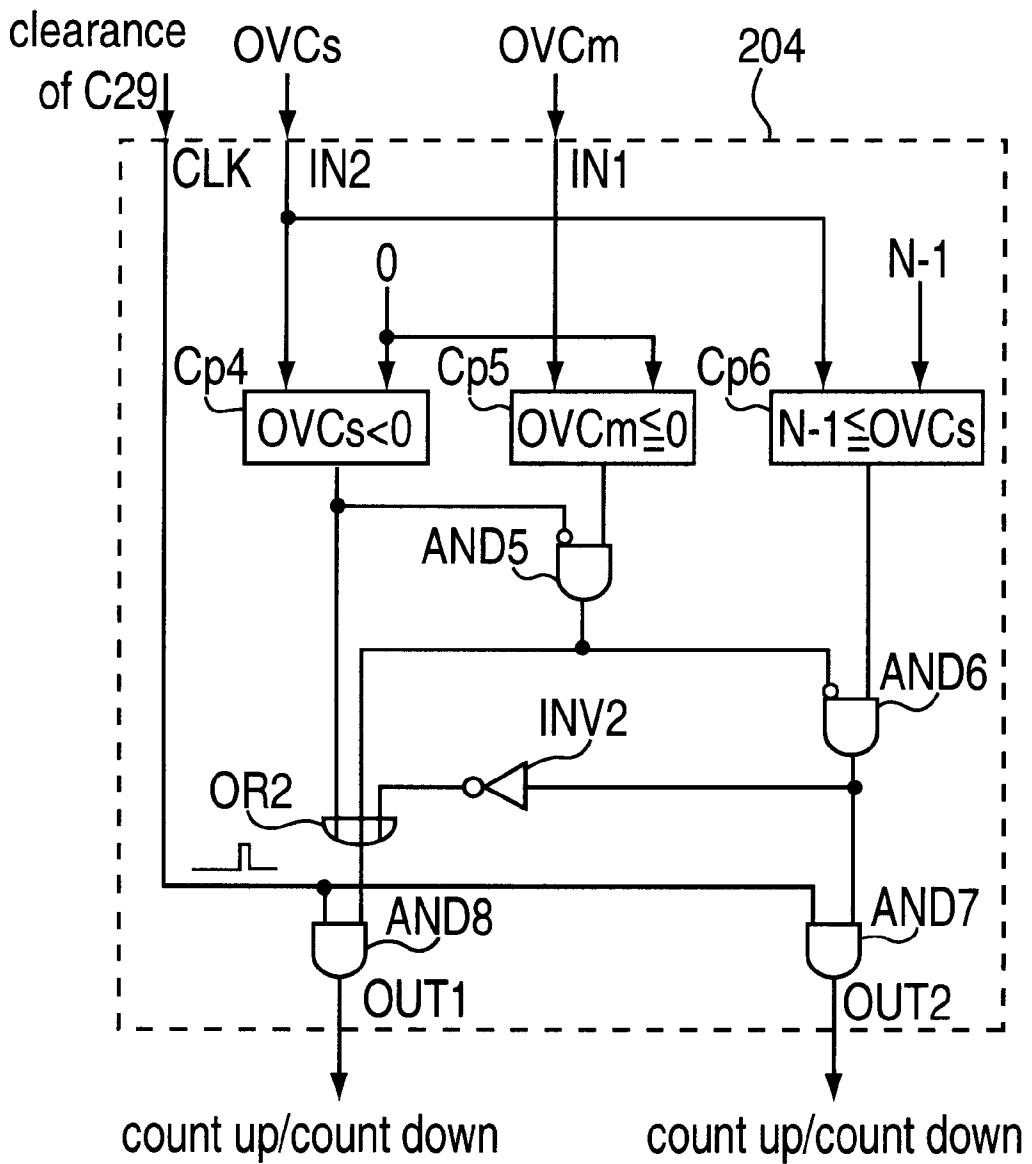 clearance
of C29
OVCs
OVCm
204
CLK
IN2
IN1
0
N-1
Cp4
Cp5
Cp6
OVCs<0
OVCm≦0
N-1≦OVCs
AND5
AND6
INV2
OR2
AND8
AND7
OUT1
OUT2
count up/count down
count up/count down